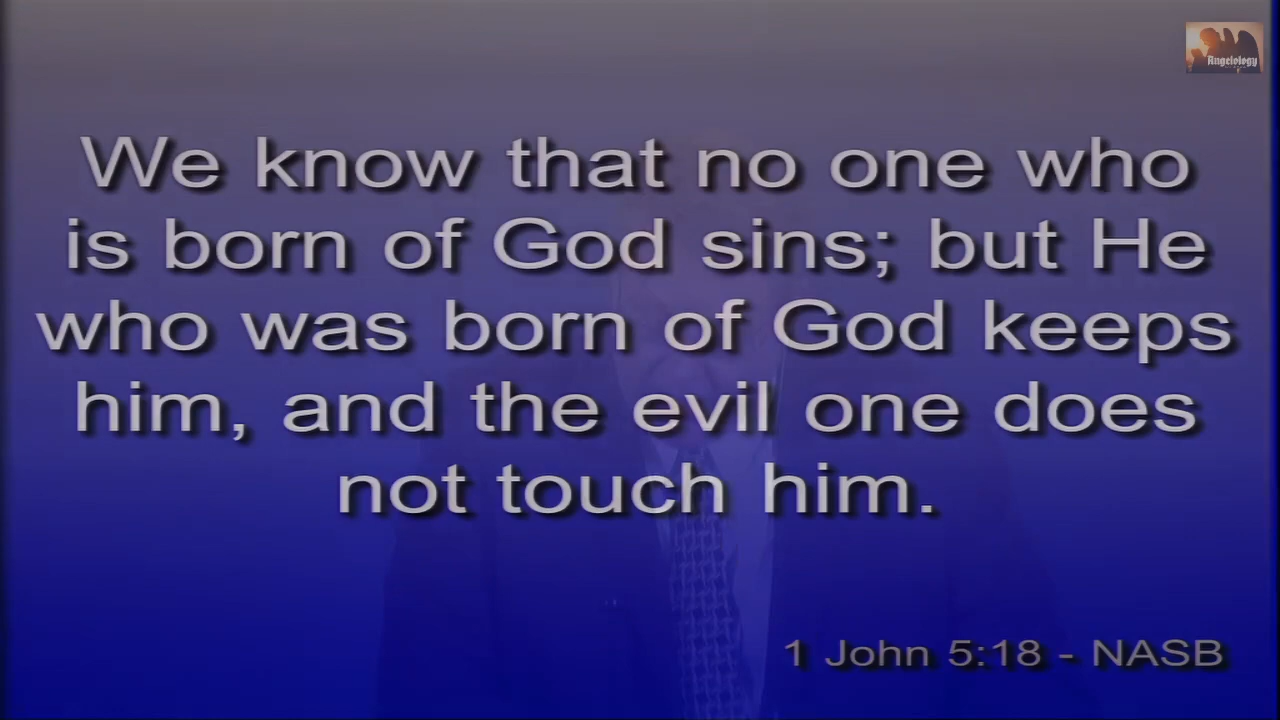 Angelology
We know that no one who
is born of God sins; but He
who was born of God keeps
him, and the evil one does
not touch him.
1 John 5:18 - NASB